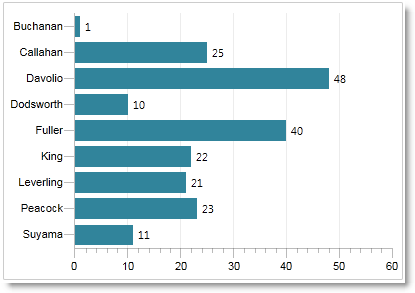 Buchanan 1
Callahan 25
Davolio 48
Dodsworth 10
Fuller 40
King 22
Leverling 21
Peacock 23
Suyama 11
0 10 20 30 40 50 60